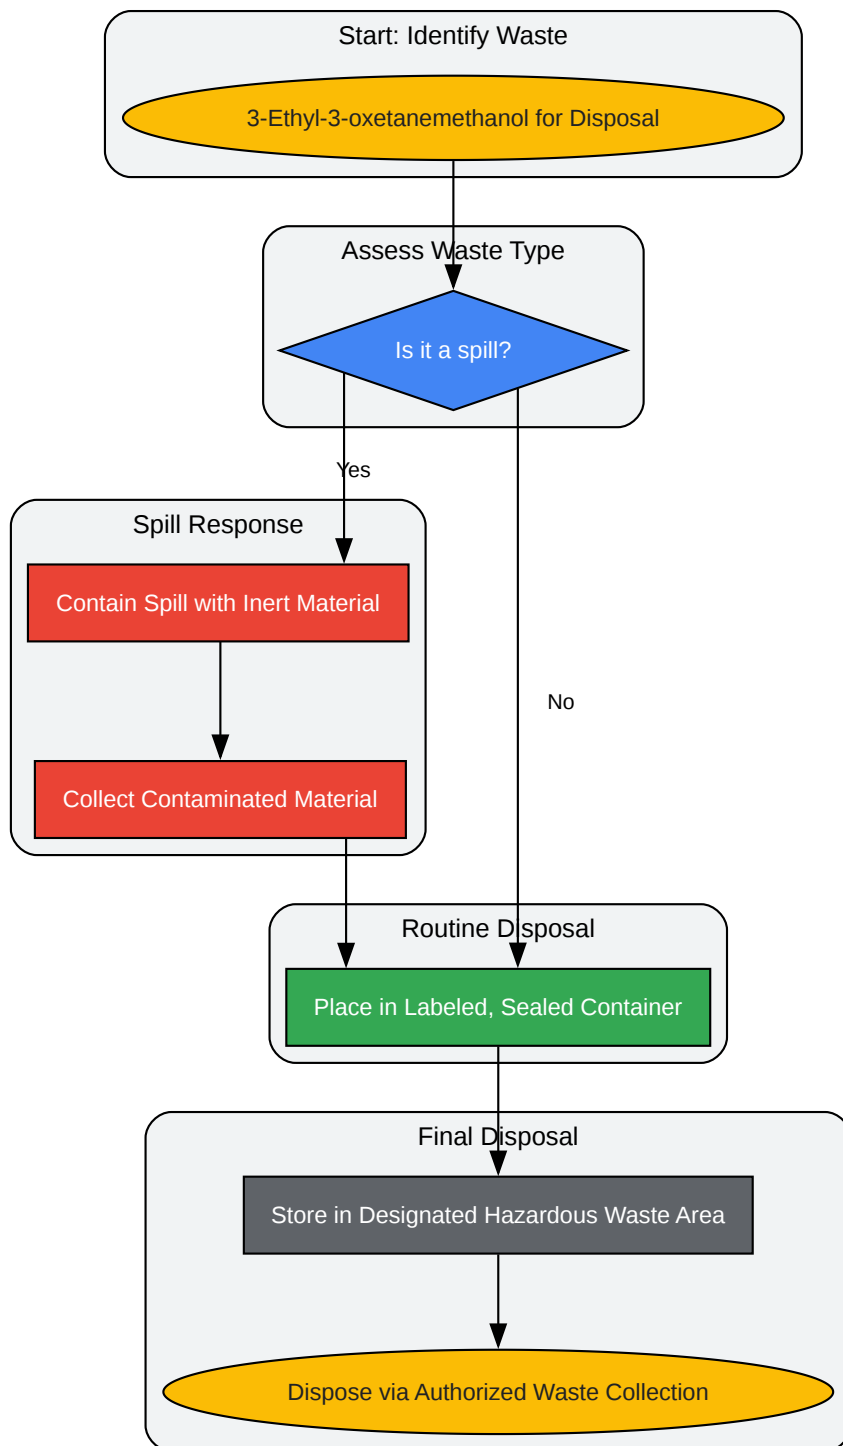 Start: Identify Waste
3-Ethyl-3-oxetanemethanol for Disposal
Assess Waste Type
Is it a spill?
Yes
Spill Response
Contain Spill with Inert Material
No
Collect Contaminated Material
Routine Disposal
Place in Labeled, Sealed Container
Final Disposal
Store in Designated Hazardous Waste Area
Dispose via Authorized Waste Collection